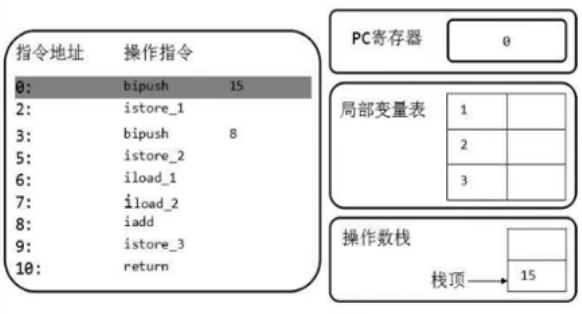 指令地址 操作指令
0: bipush 15
2: istore_1
3: bipush 8
5: istore_2
6: iload_1
7: iload_2
8: iadd
9: istore_3
10: return
PC寄存器 0
局部变量表
1
2
3
操作数栈
栈顶 15